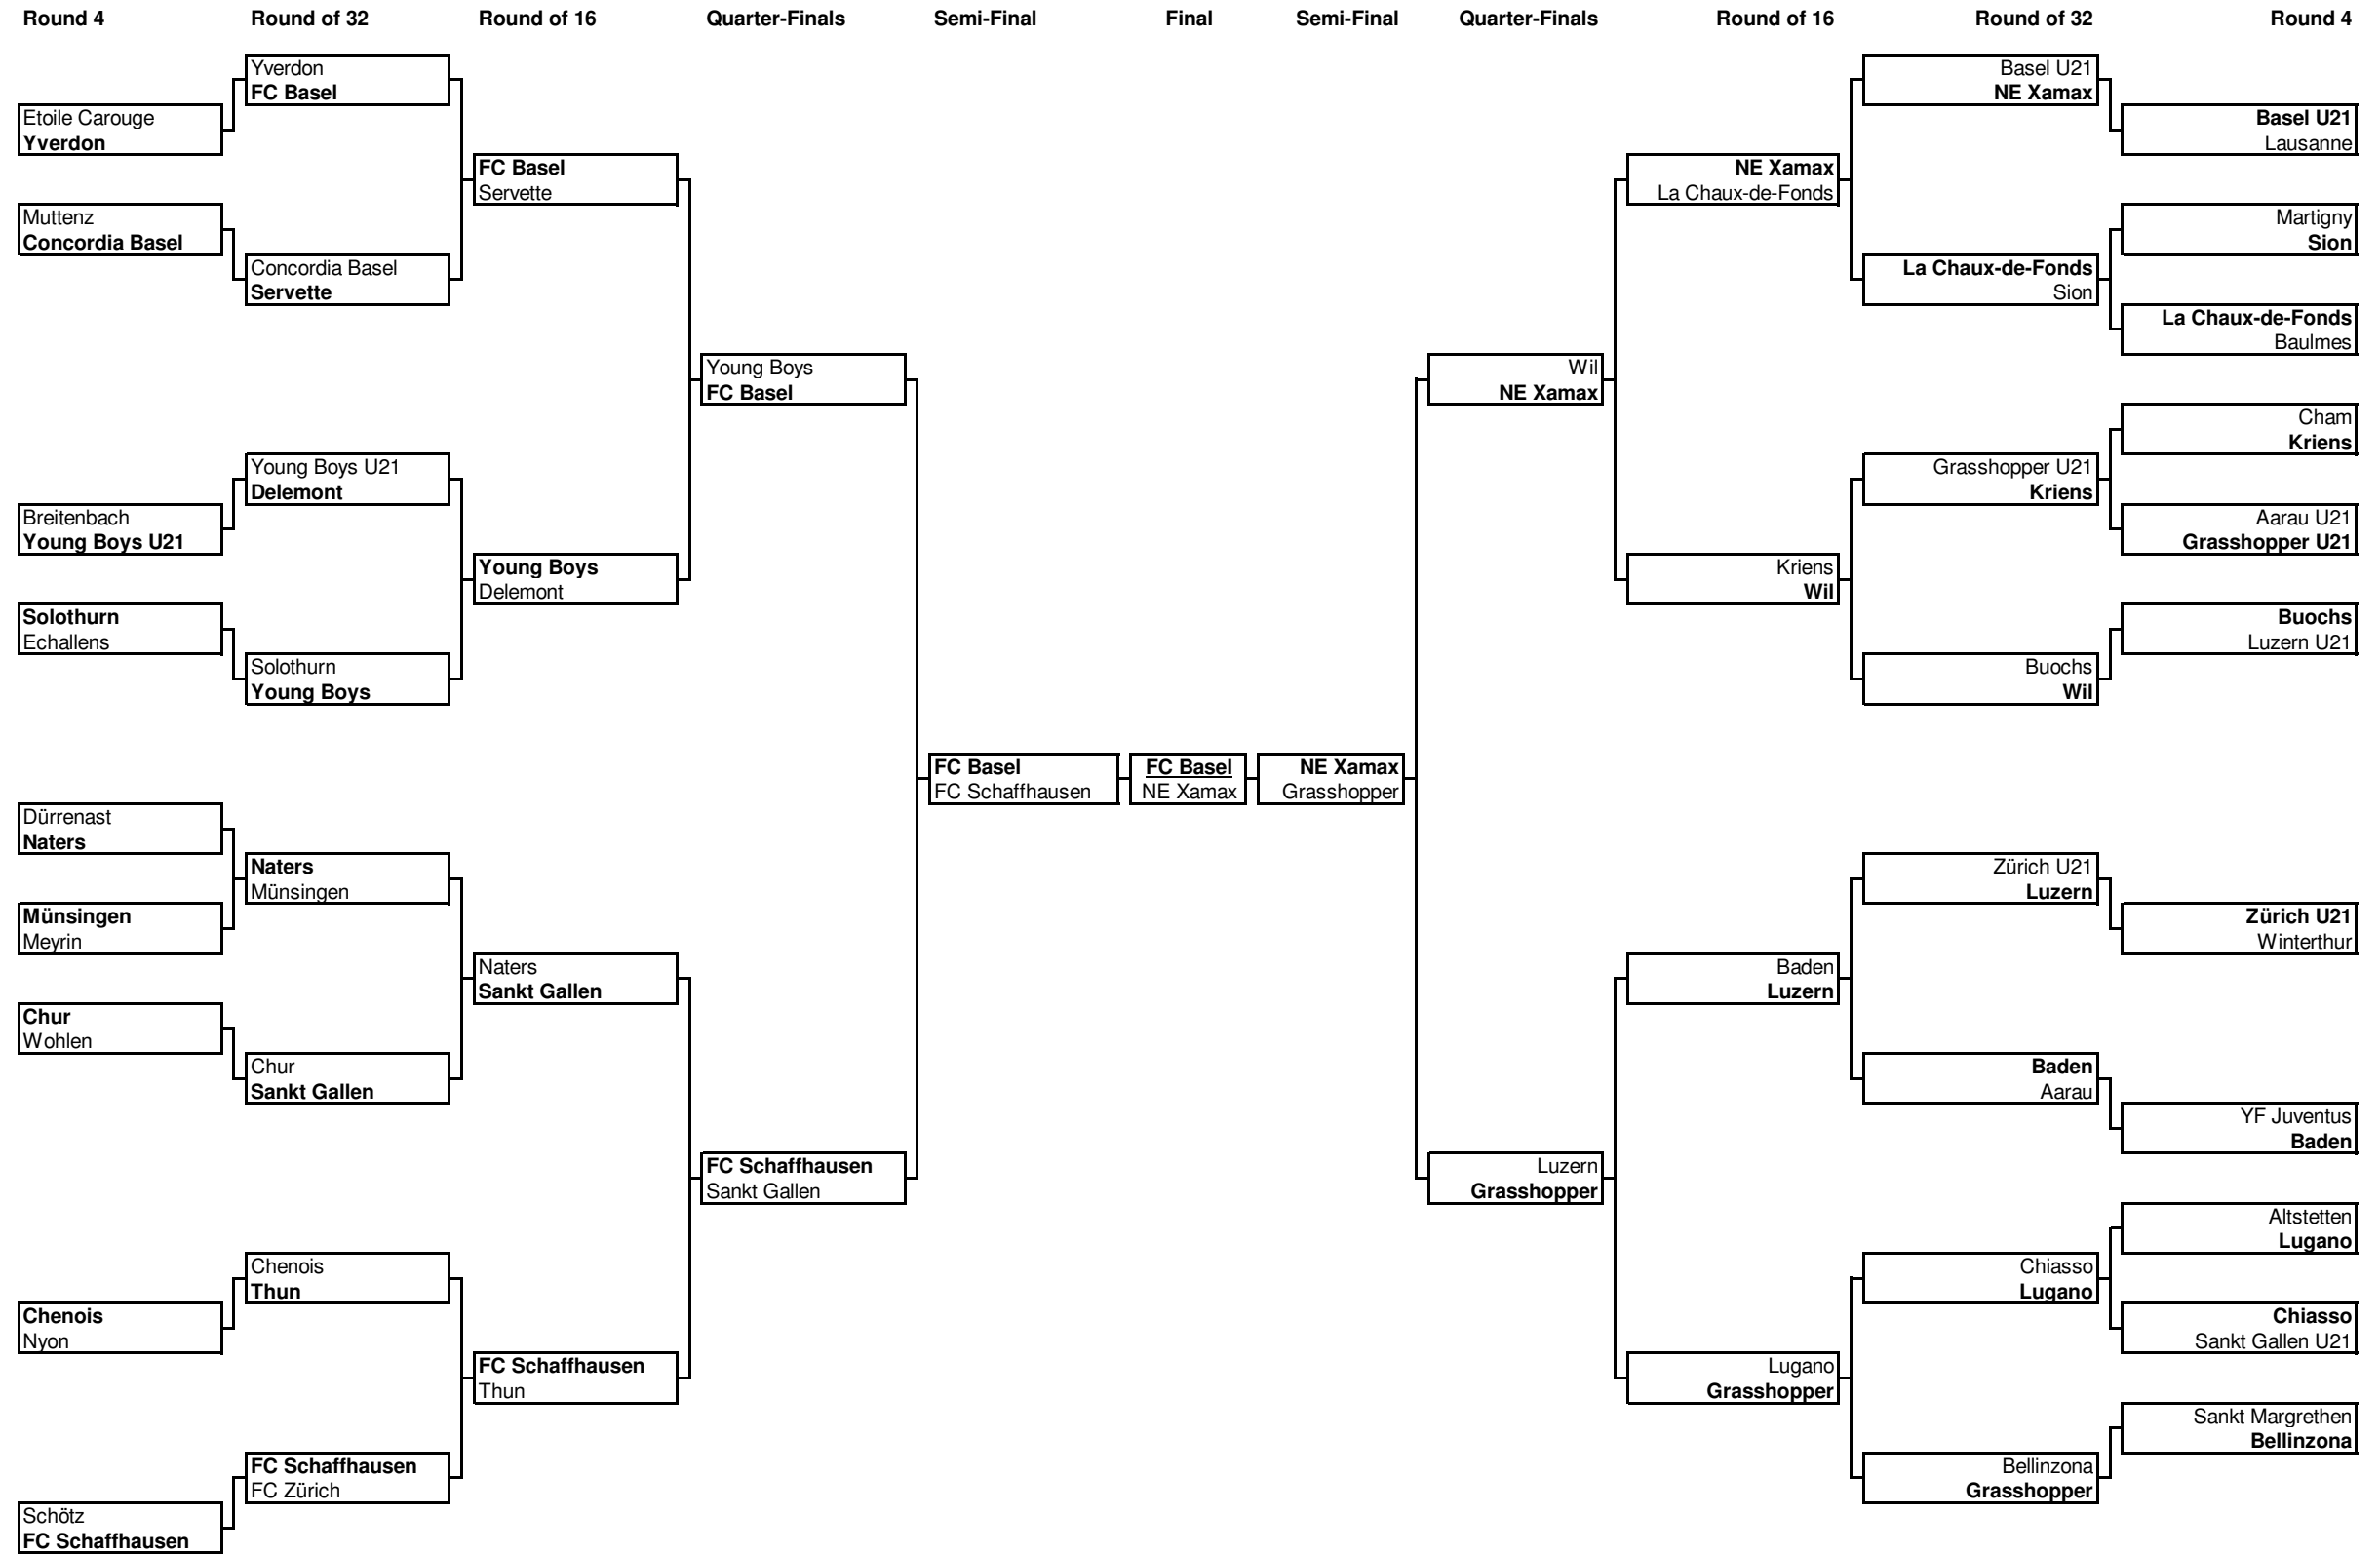 Round 4
Round of 32
Round of 16
Quarter-Finals
Semi-Final
Final
Semi-Final
Quarter-Finals
Round of 16
Round of 32
Round 4
Etoile Carouge
Yverdon
Muttenz
Concordia Basel
Breitenbach
Young Boys U21
Solothurn
Echallens
Dürrenast
Naters
Münsingen
Meyrin
Chur
Wohlen
Chenois
Nyon
Schötz
FC Schaffhausen
Yverdon
FC Basel
Concordia Basel
Servette
Young Boys U21
Delemont
Solothurn
Young Boys
Naters
Münsingen
Chur
Sankt Gallen
Chenois
Thun
FC Schaffhausen
FC Zürich
FC Basel
Servette
Young Boys
Delemont
Naters
Sankt Gallen
FC Schaffhausen
Thun
Young Boys
FC Basel
FC Schaffhausen
Sankt Gallen
FC Basel
FC Schaffhausen
FC Basel
NE Xamax
NE Xamax
Grasshopper
Wil
NE Xamax
Luzern
Grasshopper
NE Xamax
La Chaux-de-Fonds
Kriens
Wil
Baden
Luzern
Lugano
Grasshopper
Basel U21
NE Xamax
La Chaux-de-Fonds
Sion
Grasshopper U21
Kriens
Buochs
Wil
Zürich U21
Luzern
Baden
Aarau
Chiasso
Lugano
Bellinzona
Grasshopper
Basel U21
Lausanne
Martigny
Sion
La Chaux-de-Fonds
Baulmes
Cham
Kriens
Aarau U21
Grasshopper U21
Buochs
Luzern U21
Zürich U21
Winterthur
YF Juventus
Baden
Altstetten
Lugano
Chiasso
Sankt Gallen U21
Sankt Margrethen
Bellinzona